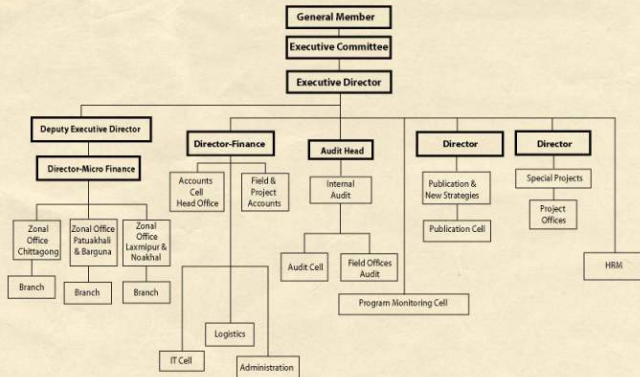 General Member
Executive Committee
Executive Director
Deputy Executive Director
Director-Finance
Audit Head
Director
Director
Director-Micro Finance
Accounts
Cell
Head Office
Field &
Project
Accounts
Internal
Audit
Publication &
New Strategies
Special Projects
Project
Offices
Publication Cell
Zonal
Office
Chittagong
Zonal Office
Patuakhali
& Barguna
Zonal
Office
Laxmipur &
Noakhal
Audit Cell
Field Offices
Audit
HRM
Branch
Branch
Branch
Program Monitoring Cell
Logistics
IT Cell
Administration